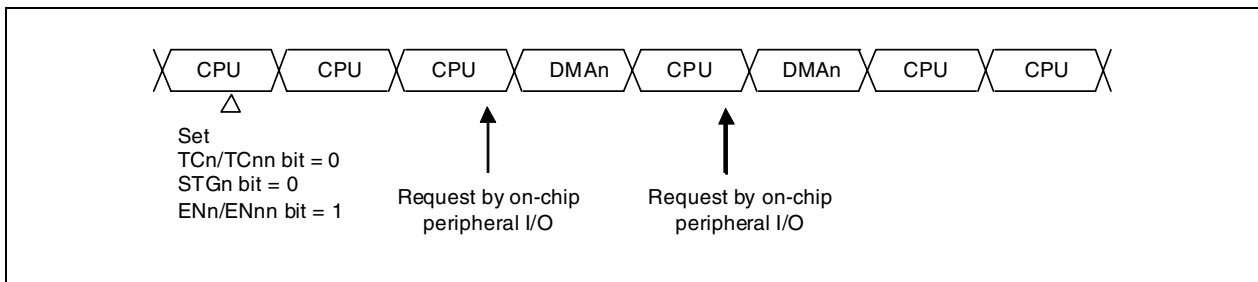 CPU CPU CPU DMAn CPU DMAn CPU CPU
Set
TCn/TCnn bit = 0
STGn bit = 0
ENn/ENnn bit = 1
Request by on-chip
peripheral I/O
Request by on-chip
peripheral I/O